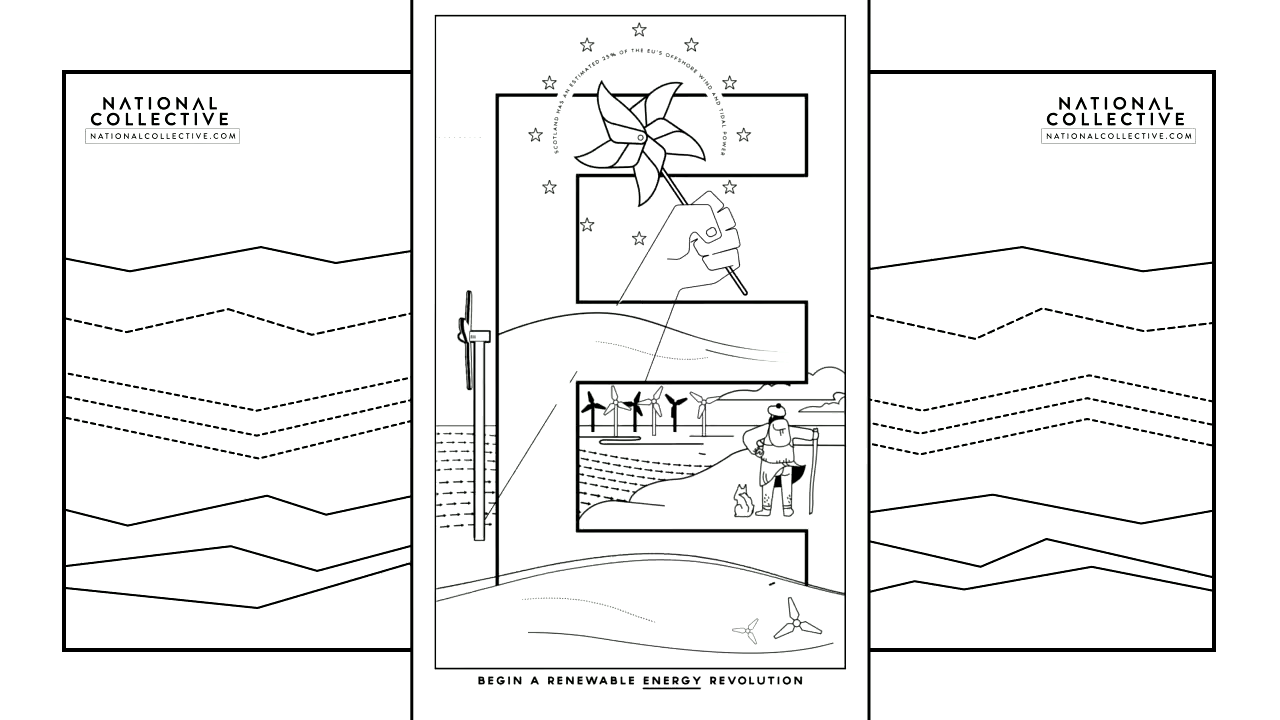 NATIONAL
COLLECTIVE
NATIONALCOLLECTIVE.COM
SCOTLAND HAS AN ESTIMATED 25% OF THE EU'S OFFSHORE WIND AND TIDAL POWER
E
BEGIN A RENEWABLE ENERGY REVOLUTION
NATIONAL
COLLECTIVE
NATIONALCOLLECTIVE.COM